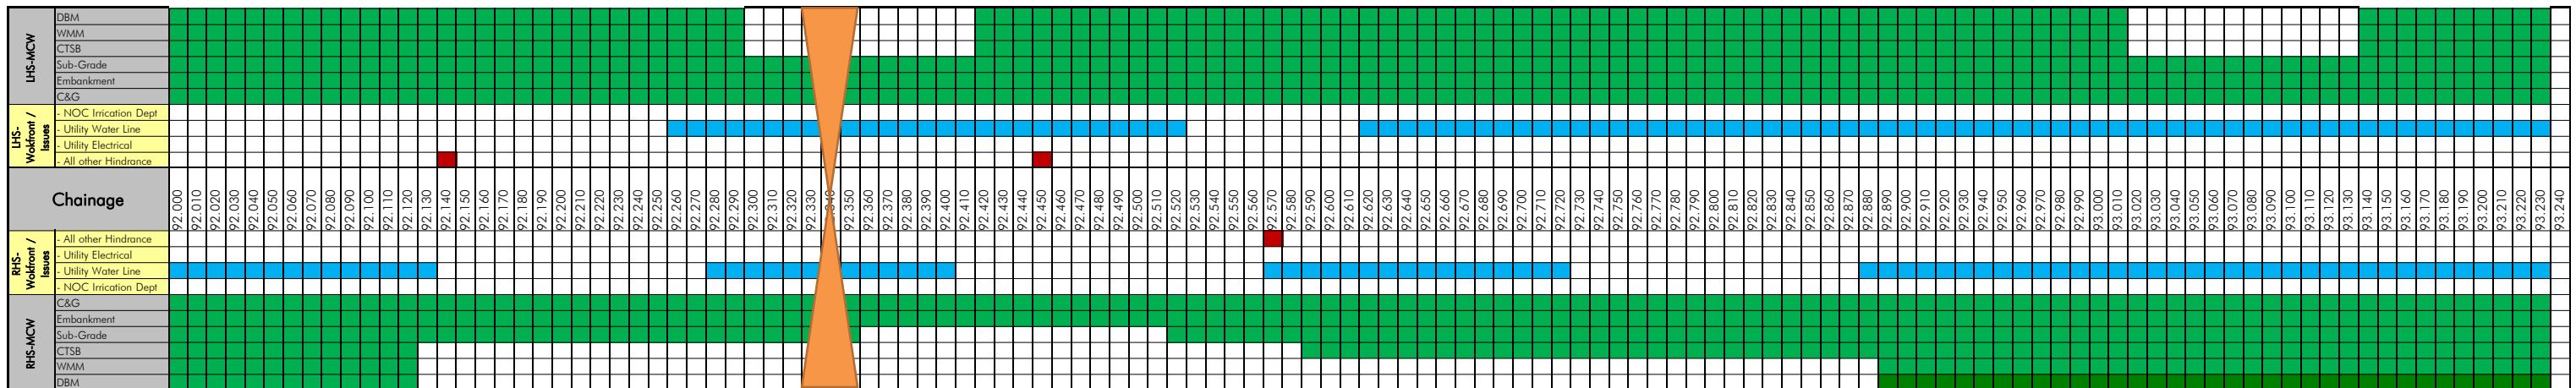 LHS-MCW
DBM
WMM
CTSB
Sub-Grade
Embankment
C&G
LHS-
Wokfront /
Issues
- NOC Irrication Dept
- Utility Water Line
- Utility Electrical
- All other Hindrance
Chainage
92.000 92.010 92.020 92.030 92.040 92.050 92.060 92.070 92.080 92.090 92.100 92.110 92.120 92.130 92.140 92.150 92.160 92.170 92.180 92.190 92.200 92.210 92.220 92.230 92.240 92.250 92.260 92.270 92.280 92.290 92.300 92.310 92.320 92.330 92.340 92.350 92.360 92.370 92.380 92.390 92.400 92.410 92.420 92.430 92.440 92.450 92.460 92.470 92.480 92.490 92.500 92.510 92.520 92.530 92.540 92.550 92.560 92.570 92.580 92.590 92.600 92.610 92.620 92.630 92.640 92.650 92.660 92.670 92.680 92.690 92.700 92.710 92.720 92.730 92.740 92.750 92.760 92.770 92.780 92.790 92.800 92.810 92.820 92.830 92.840 92.850 92.860 92.870 92.880 92.890 92.900 92.910 92.920 92.930 92.940 92.950 92.960 92.970 92.980 92.990 93.000 93.010 93.020 93.030 93.040 93.050 93.060 93.070 93.080 93.090 93.100 93.110 93.120 93.130 93.140 93.150 93.160 93.170 93.180 93.190 93.200 93.210 93.220 93.230 93.240
RHS-
Wokfront /
Issues
- All other Hindrance
- Utility Electrical
- Utility Water Line
- NOC Irrication Dept
RHS-MCW
C&G
Embankment
Sub-Grade
CTSB
WMM
DBM